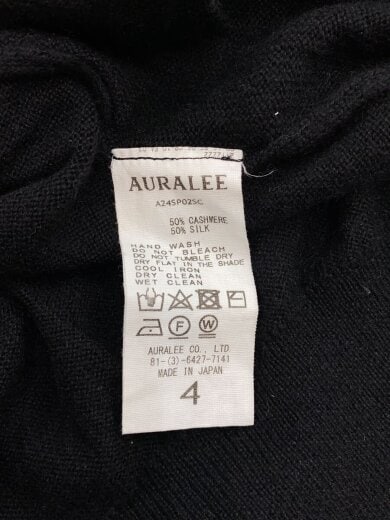 AURALEE
A24SP02SC
50% CASHMERE
50% SILK
HAND WASH
DO NOT BLEACH
DO NOT TUMBLE DRY
DRY FLAT IN THE SHADE
COOL IRON
DRY CLEAN
WET CLEAN
F W
AURALEE CO., LTD
81-(3)-6427-7141
MADE IN JAPAN
4